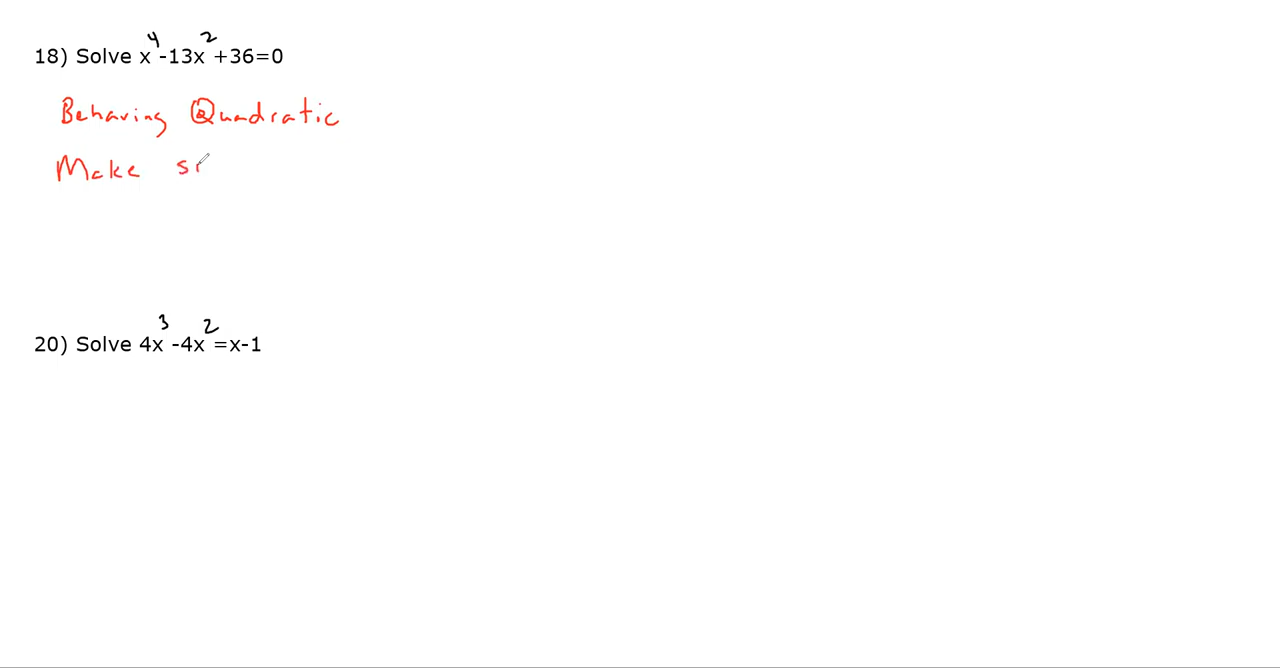 18) Solve x⁴-13x²+36=0
Behaving Quadratic
Make
20) Solve 4x³-4x²=x-1